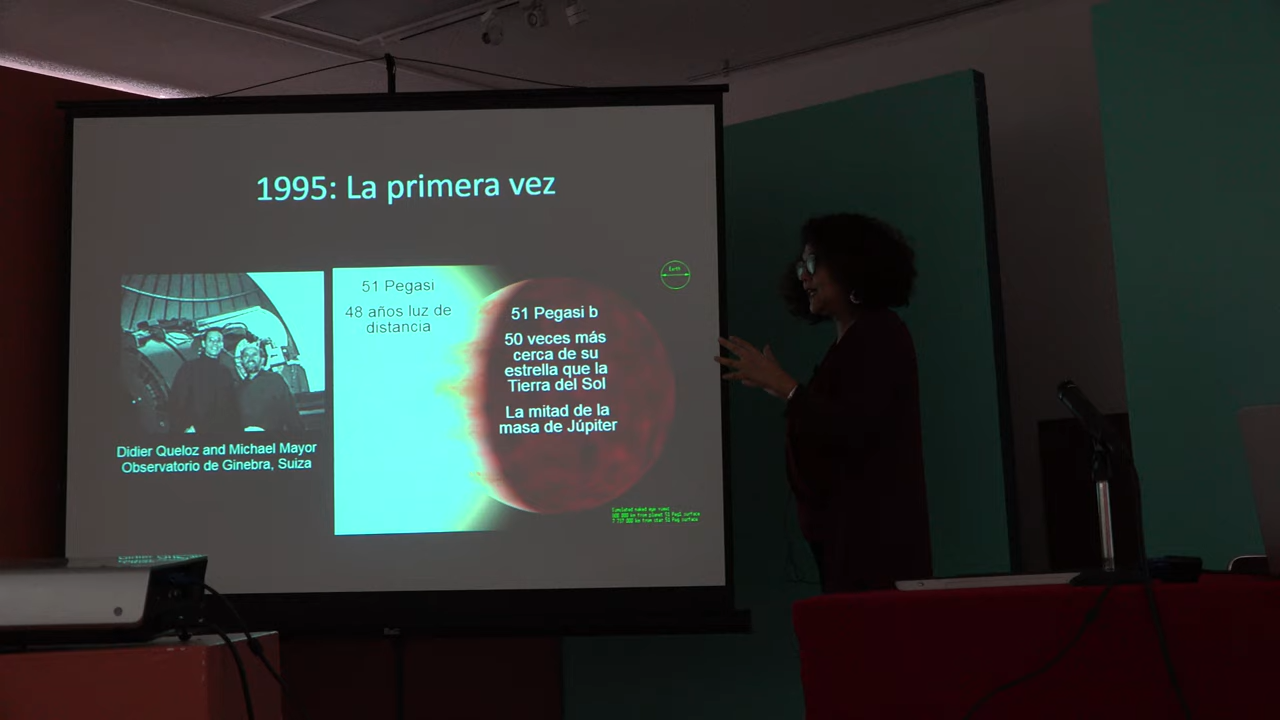 1995: La primera vez
51 Pegasi
48 años luz de
distancia
51 Pegasi b
50 veces más
cerca de su
estrella que la
Tierra del Sol
La mitad de la
masa de Júpiter
Earth
Didier Queloz and Michael Mayor
Observatorio de Ginebra, Suiza